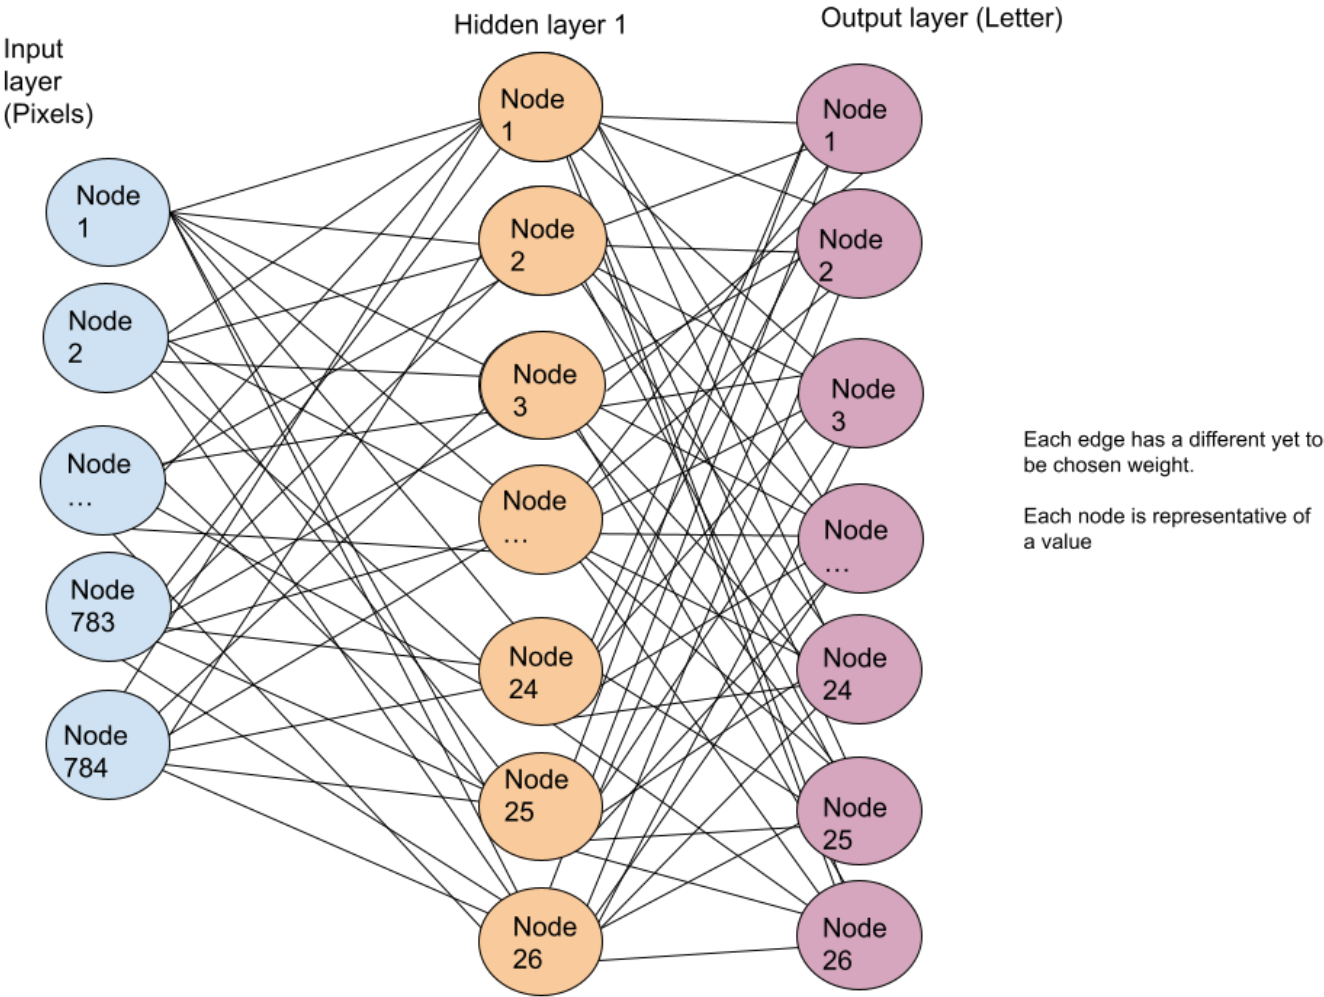 Input
layer
(Pixels)
Node
1
Node
2
Node
...
Node
783
Node
784
Hidden layer 1
Node
1
Node
2
Node
3
Node
...
Node
24
Node
25
Node
26
Output layer (Letter)
Node
1
Node
2
Node
3
Node
...
Node
24
Node
25
Node
26
Each edge has a different yet to
be chosen weight.
Each node is representative of
a value